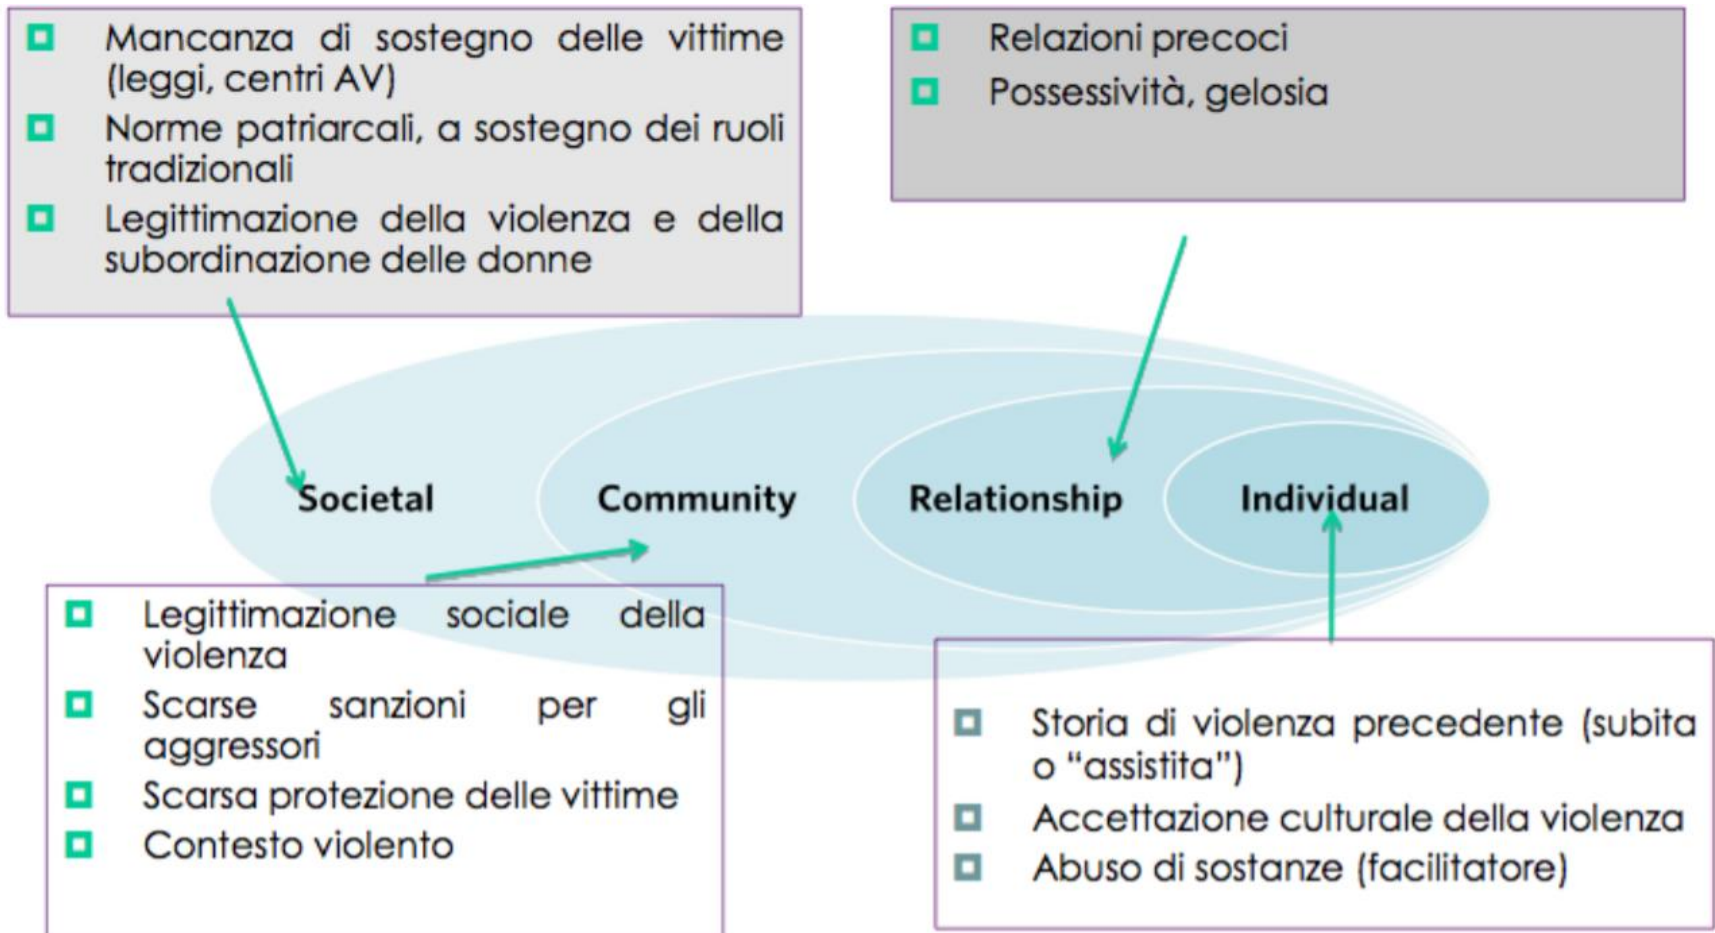 Mancanza di sostegno delle vittime
(leggi, centri AV)
Norme patriarcali, a sostegno dei ruoli
tradizionali
Legittimazione della violenza e della
subordinazione delle donne
Relazioni precoci
Possessività, gelosia
Societal
Community
Relationship
Individual
Legittimazione sociale della
violenza
Scarse sanzioni per gli
aggressori
Scarsa protezione delle vittime
Contesto violento
Storia di violenza precedente (subita
o “assistita”)
Accettazione culturale della violenza
Abuso di sostanze (facilitatore)